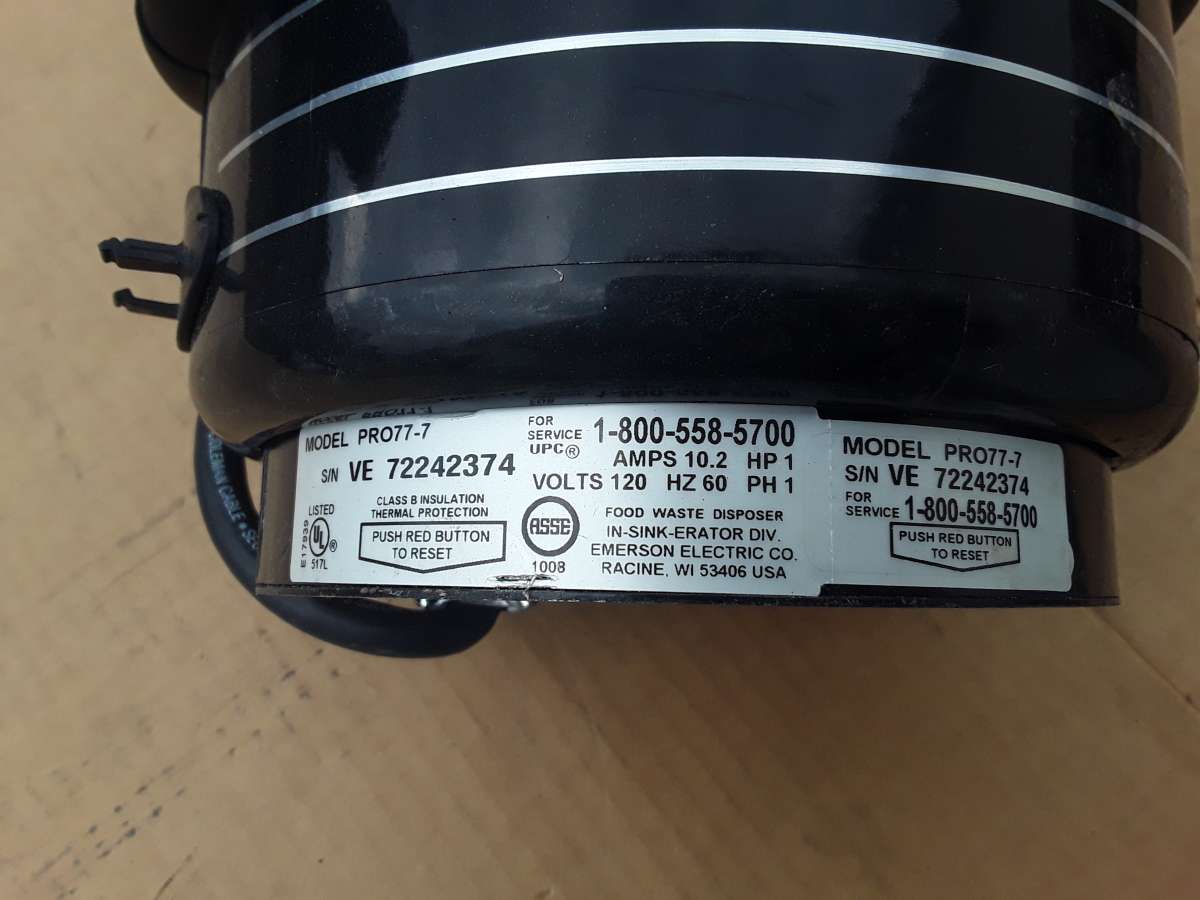 MODEL PRO77-7
S/N VE 72242374
CLASS B INSULATION
THERMAL PROTECTION
LISTED
UL®
517L
E17939
PUSH RED BUTTON
TO RESET
FOR
SERVICE 1-800-558-5700
UPC®
AMPS 10.2 HP 1
VOLTS 120 HZ 60 PH 1
ASSE
1008
FOOD WASTE DISPOSER
IN-SINK-ERATOR DIV.
EMERSON ELECTRIC CO.
RACINE, WI 53406 USA
MODEL PRO77-7
S/N VE 72242374
FOR
SERVICE 1-800-558-5700
PUSH RED BUTTON
TO RESET
CABLE